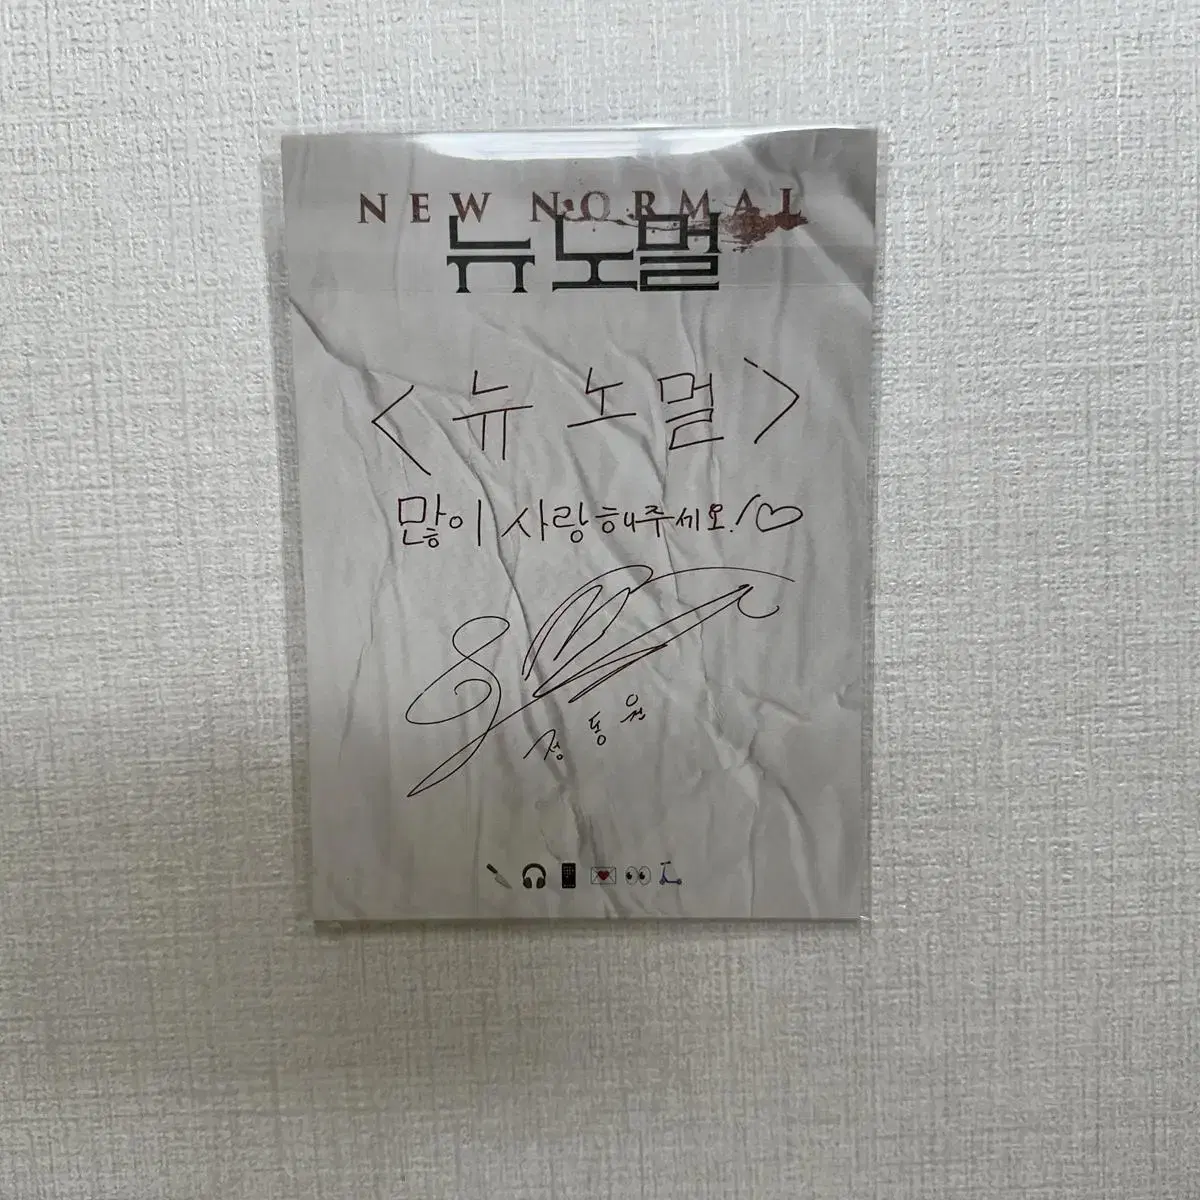 NEW NORMAL
뉴 노멀
<뉴 노멀>
많이 사랑해주세요!♡
정동원